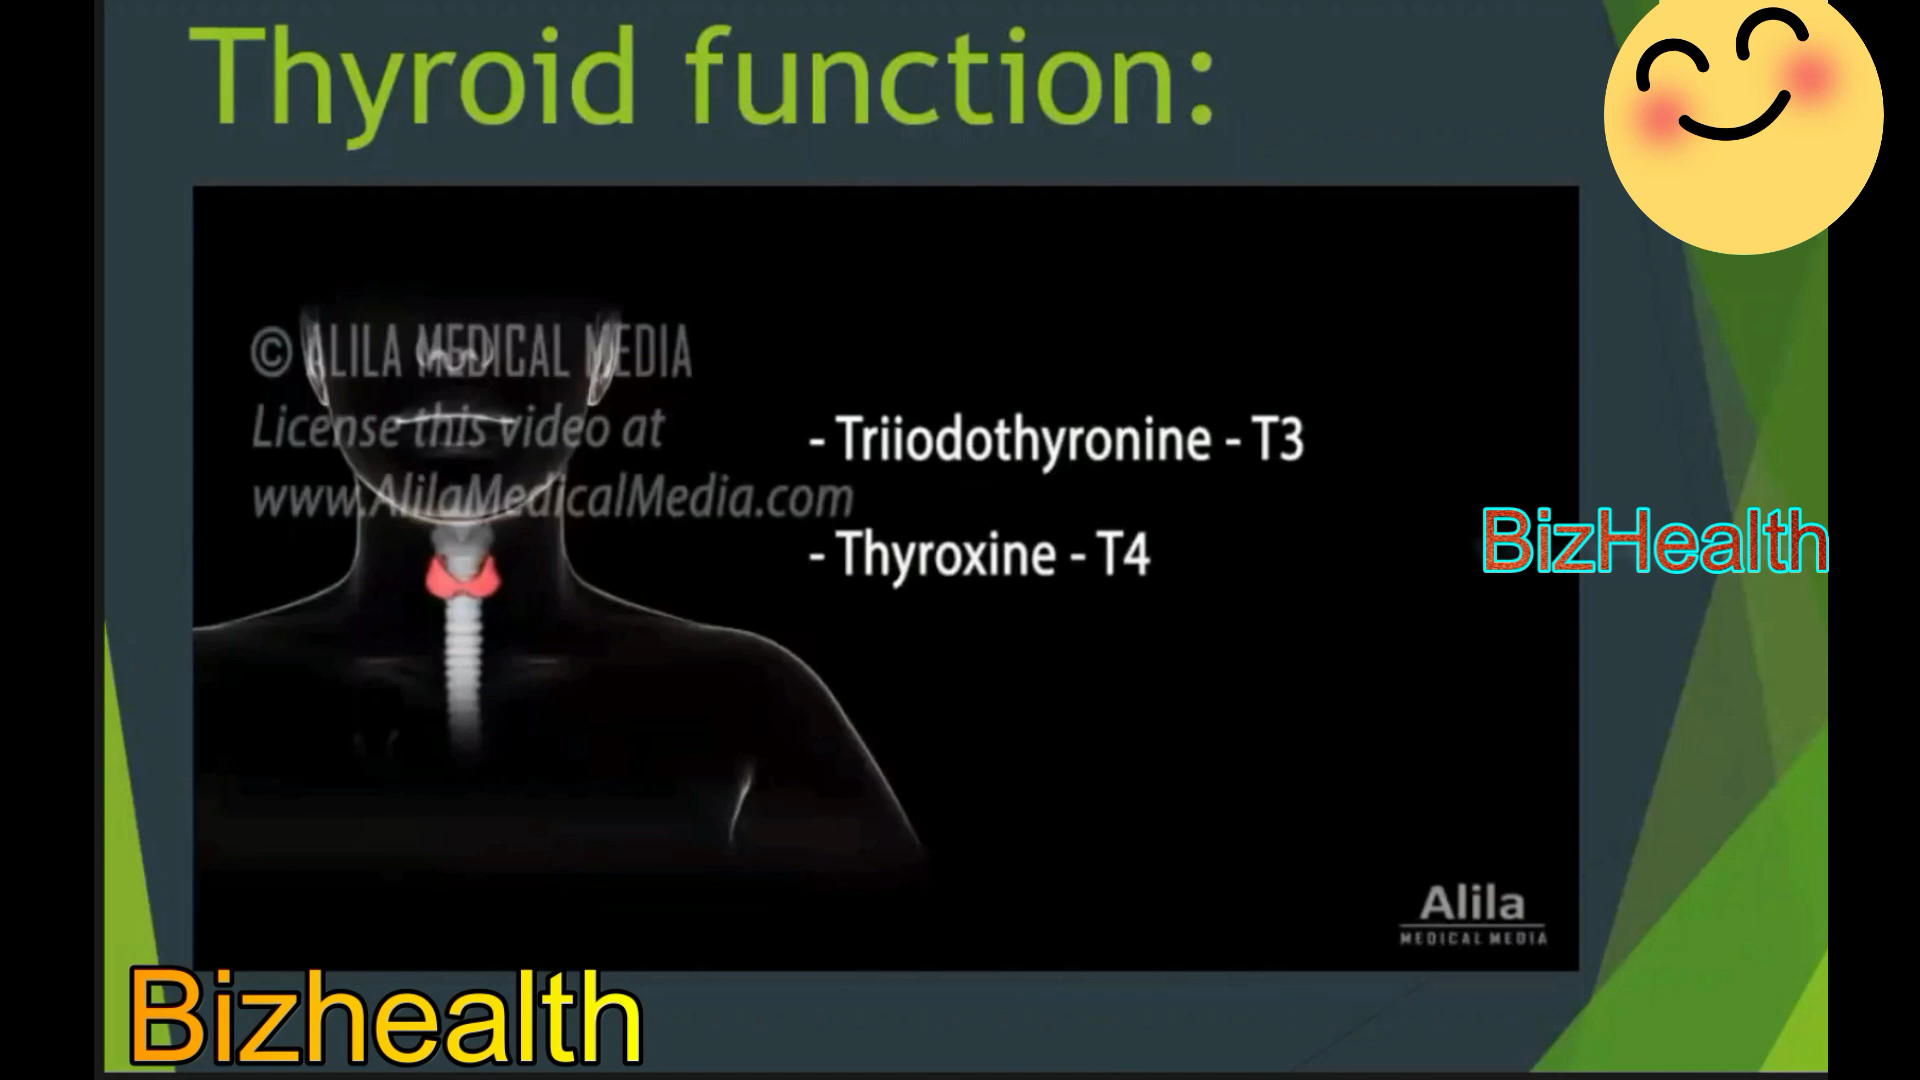 Thyroid function:
© ALILA MEDICAL MEDIA
License this video at
www.AlilaMedicalMedia.com
- Triiodothyronine - T3
- Thyroxine - T4
BizHealth
Alila
MEDICAL MEDIA
Bizhealth